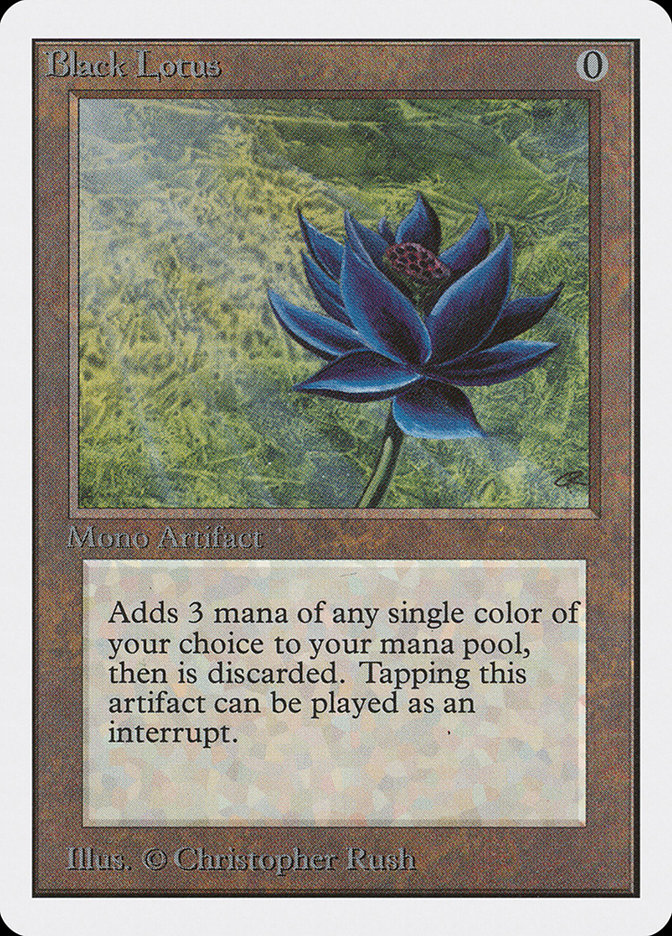 Black Lotus 0
Mono Artifact
Adds 3 mana of any single color of
your choice to your mana pool,
then is discarded. Tapping this
artifact can be played as an
interrupt.
Illus. © Christopher Rush